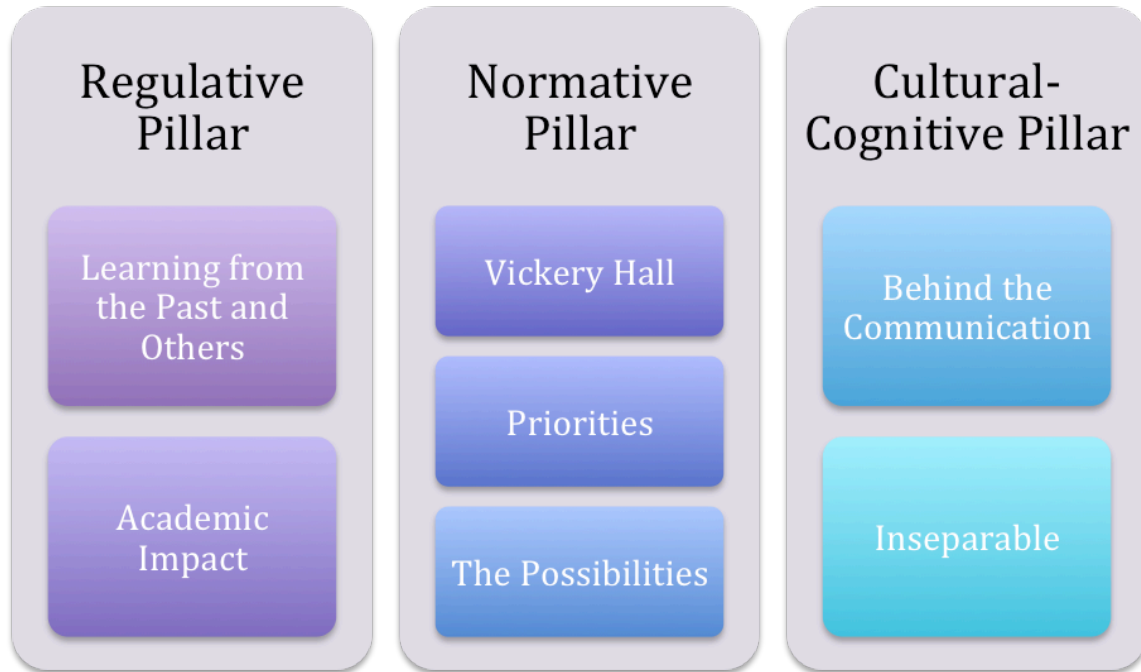 Regulative
Pillar
Learning from
the Past and
Others
Academic
Impact
Normative
Pillar
Vickery Hall
Priorities
The Possibilities
Cultural-
Cognitive Pillar
Behind the
Communication
Inseparable